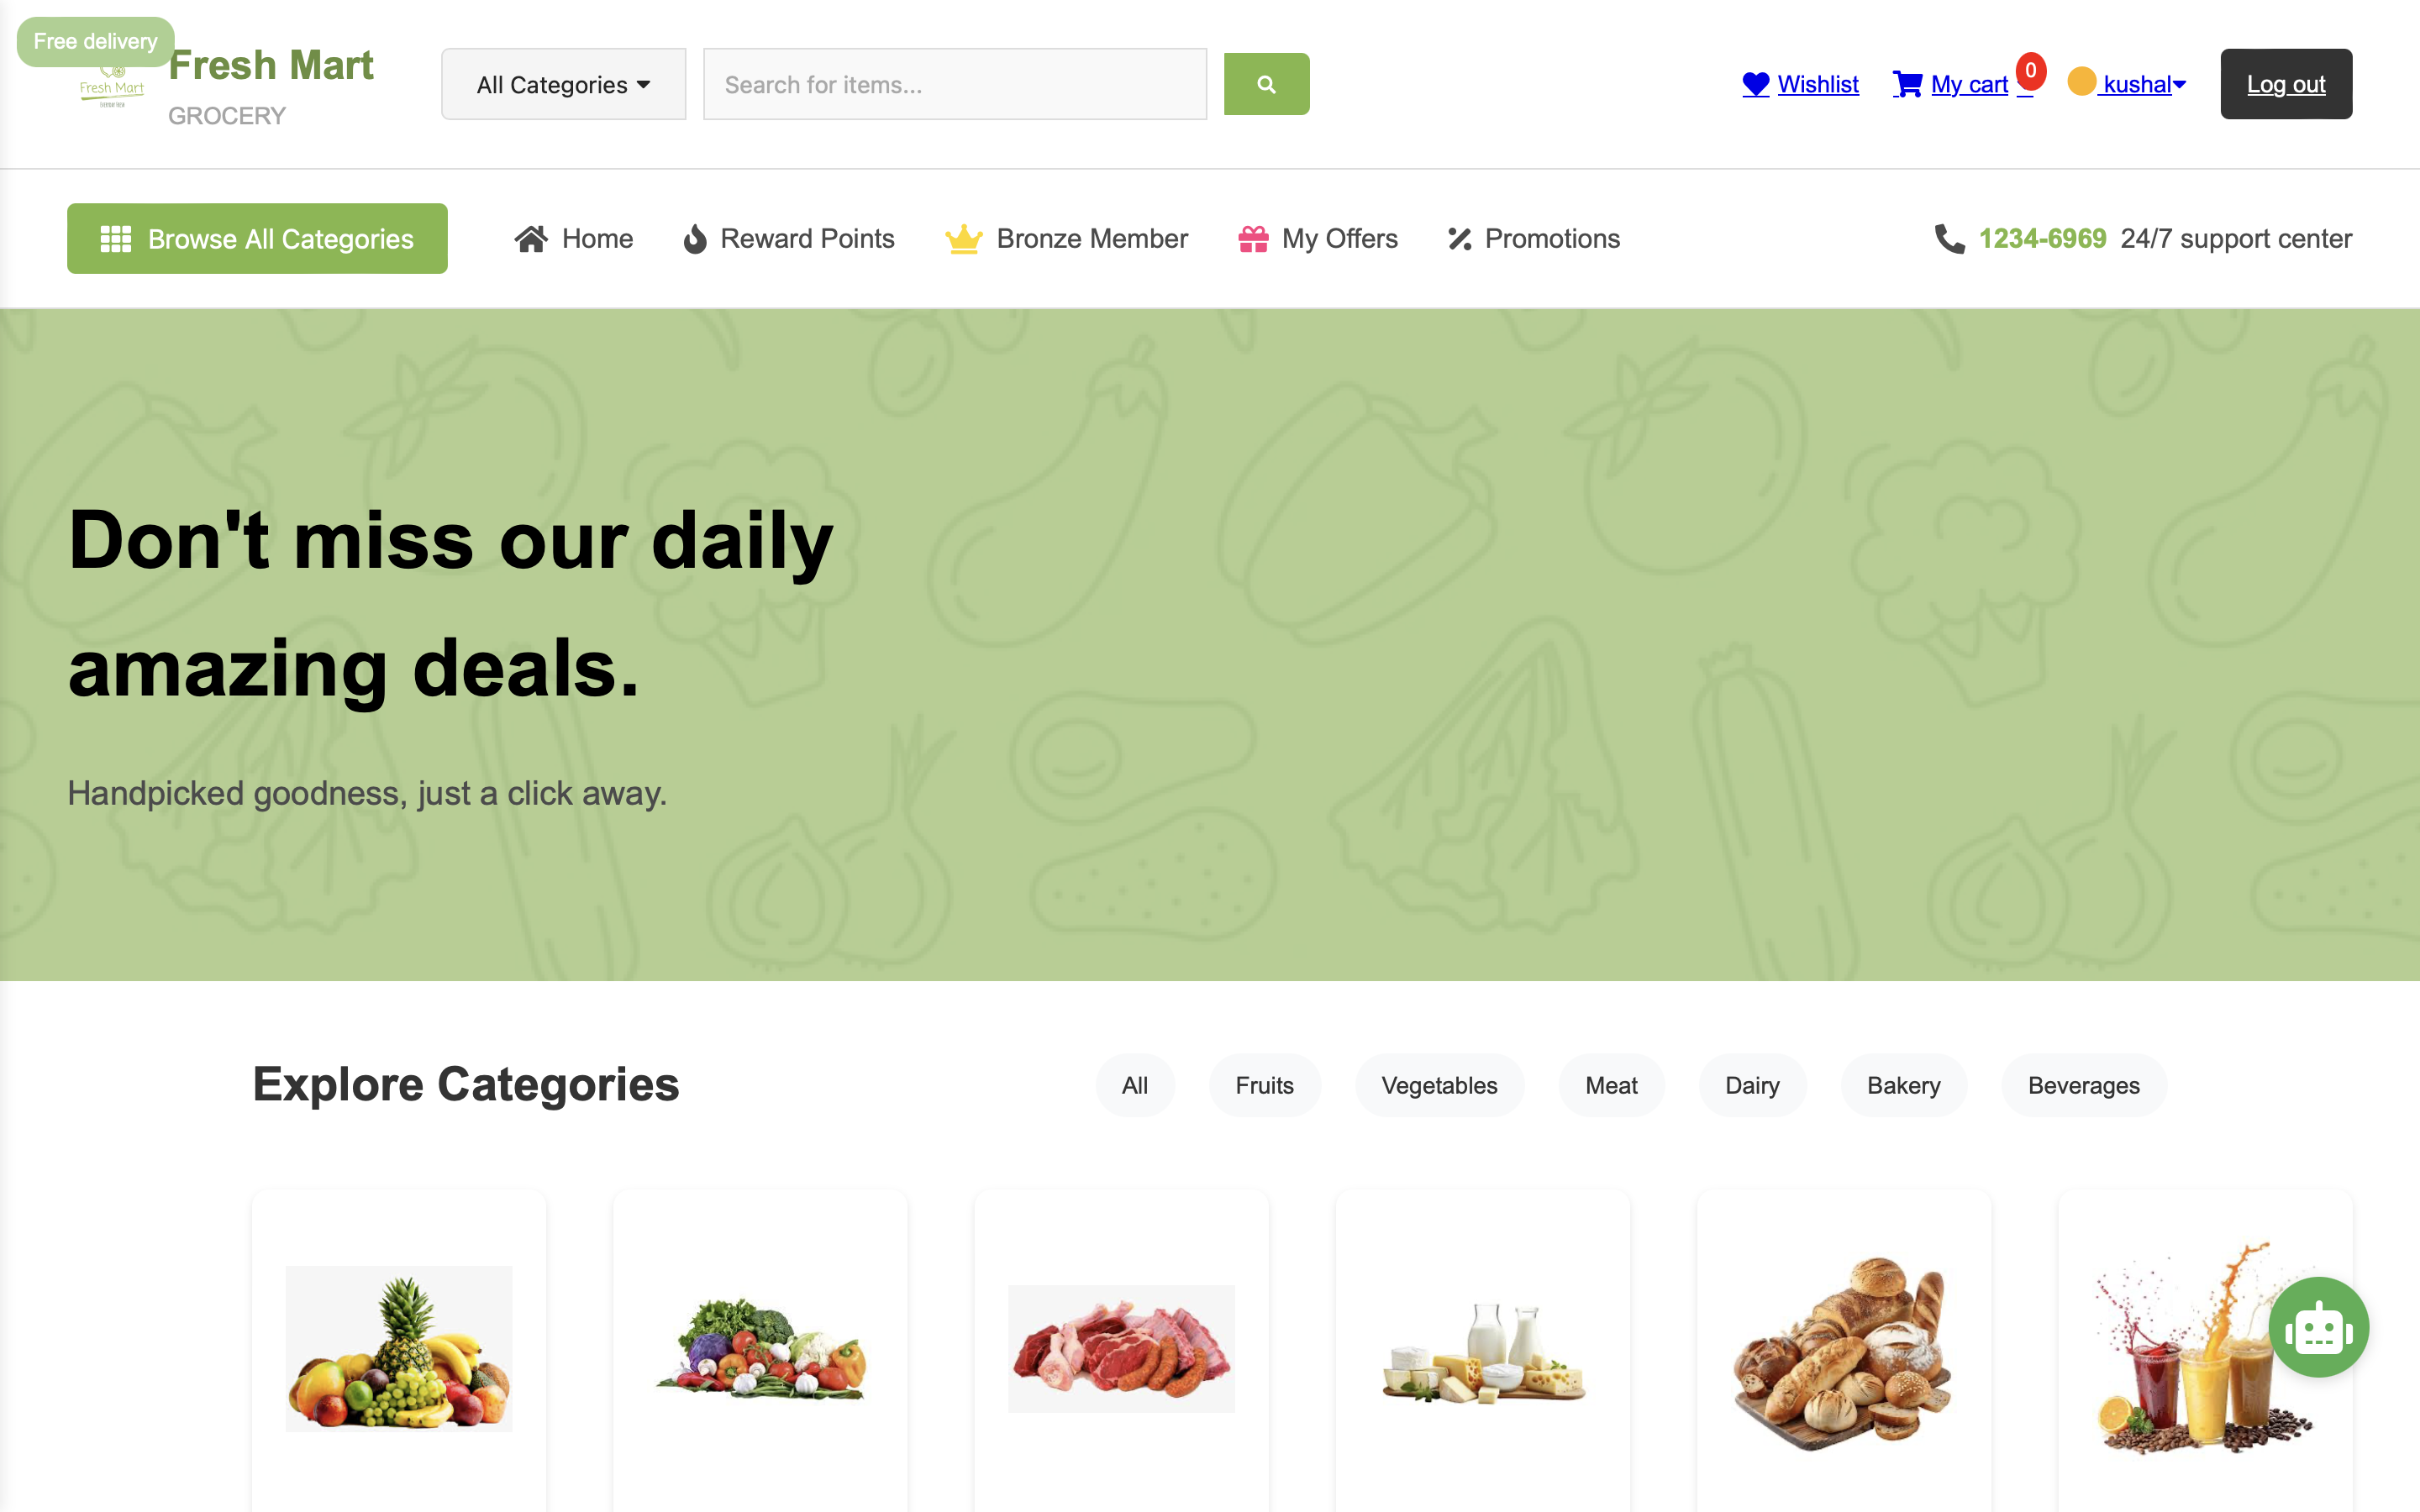 Free delivery
Fresh Mart
Fresh Mart
GROCERY
All Categories
Search for items...
Wishlist
My cart
0
kushal
Log out
Browse All Categories
Home
Reward Points
Bronze Member
My Offers
Promotions
1234-6969 24/7 support center
Don't miss our daily
amazing deals.
Handpicked goodness, just a click away.
Explore Categories
All
Fruits
Vegetables
Meat
Dairy
Bakery
Beverages